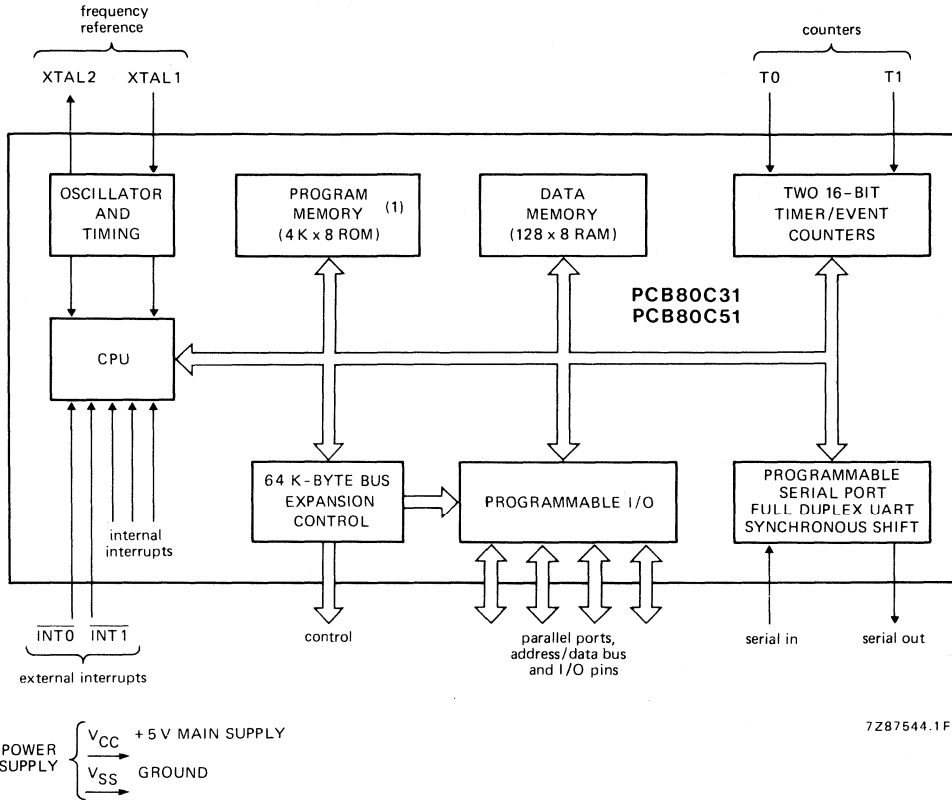 frequency
reference
counters
XTAL2 XTAL1
T0 T1
OSCILLATOR
AND
TIMING
PROGRAM
MEMORY (1)
(4K x 8 ROM)
DATA
MEMORY
(128 x 8 RAM)
TWO 16-BIT
TIMER/EVENT
COUNTERS
PCB80C31
PCB80C51
CPU
64 K-BYTE BUS
EXPANSION
CONTROL
PROGRAMMABLE I/O
PROGRAMMABLE
SERIAL PORT
FULL DUPLEX UART
SYNCHRONOUS SHIFT
internal
interrupts
INT0 INT1
external interrupts
control
parallel ports,
address/data bus
and I/O pins
serial in
serial out
POWER
SUPPLY
VCC +5 V MAIN SUPPLY
VSS GROUND
7Z87544.1F